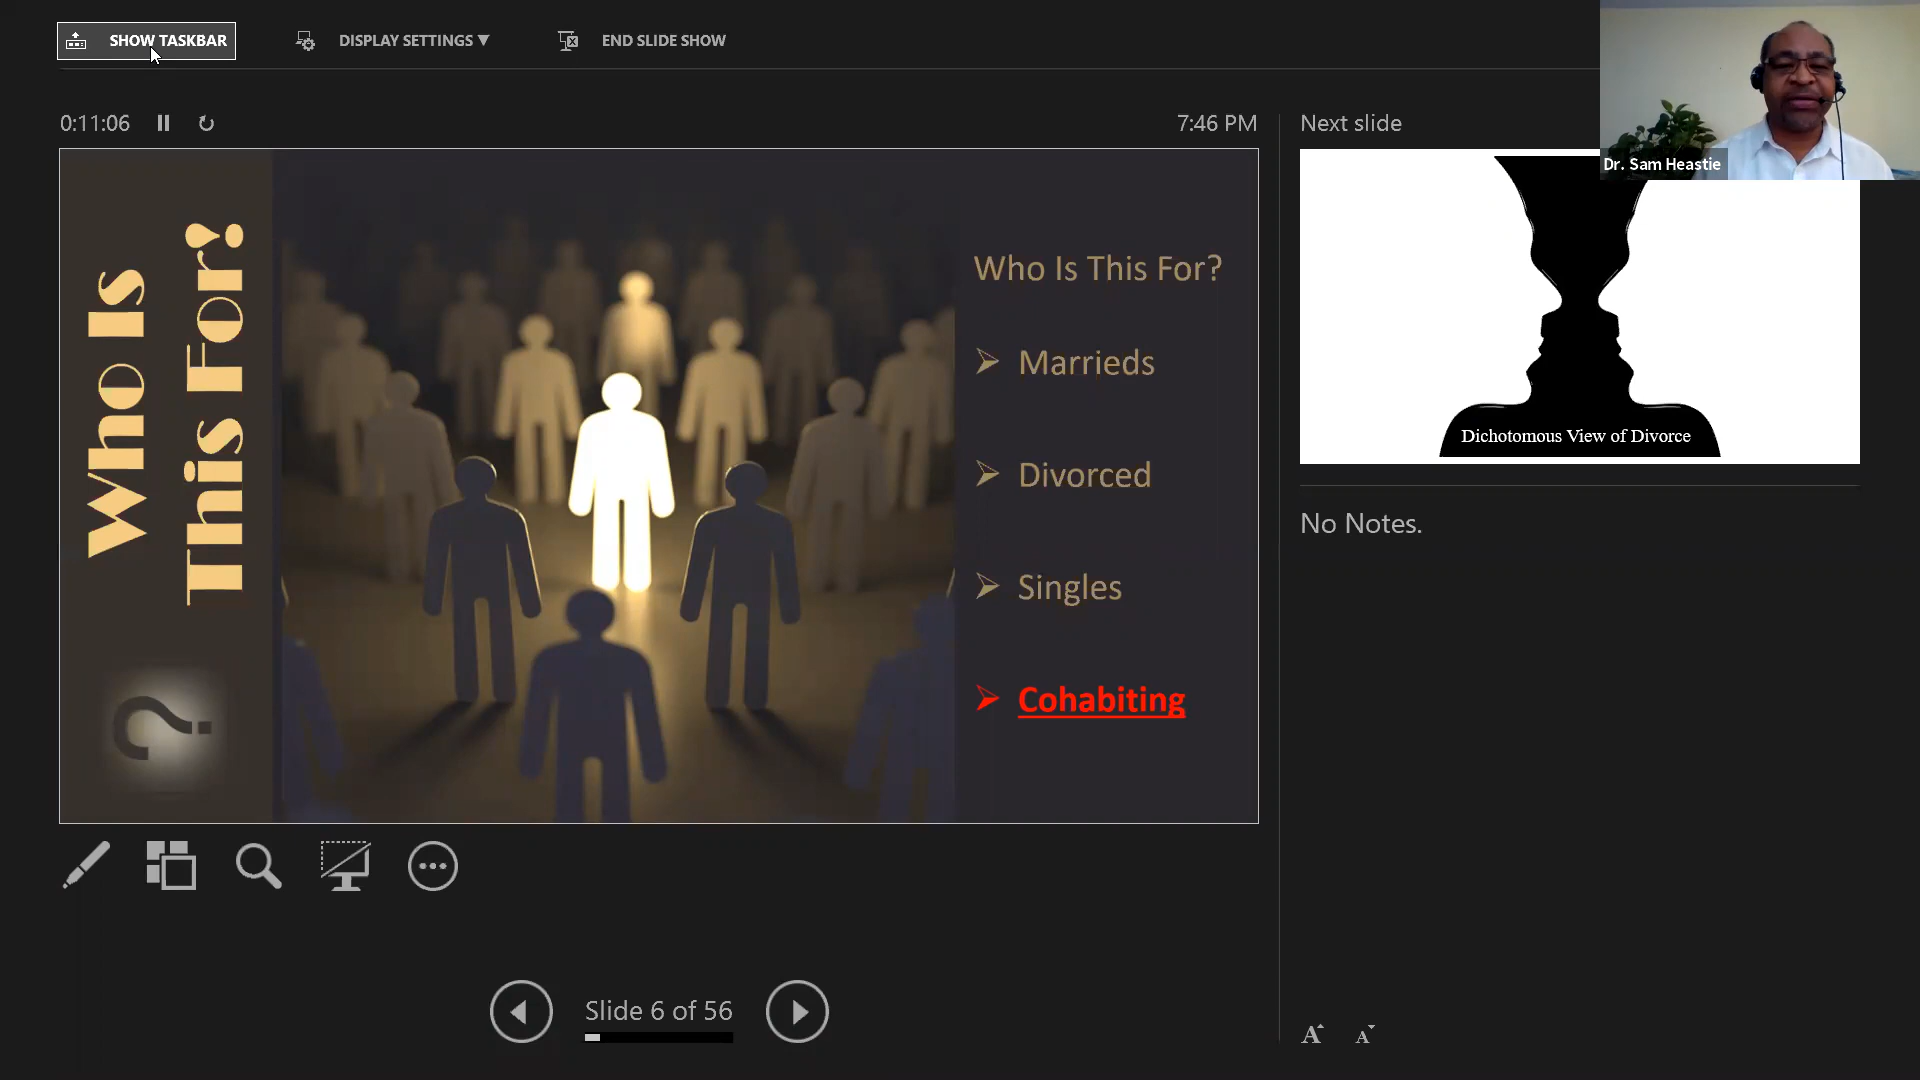 SHOW TASKBAR
DISPLAY SETTINGS ▼
END SLIDE SHOW
0:11:06
7:46 PM
Next slide
Dr. Sam Heastie
Who Is
This For?
?
Who Is This For?
➢ Marrieds
➢ Divorced
➢ Singles
➢ Cohabiting
Dichotomous View of Divorce
No Notes.
Slide 6 of 56
A A